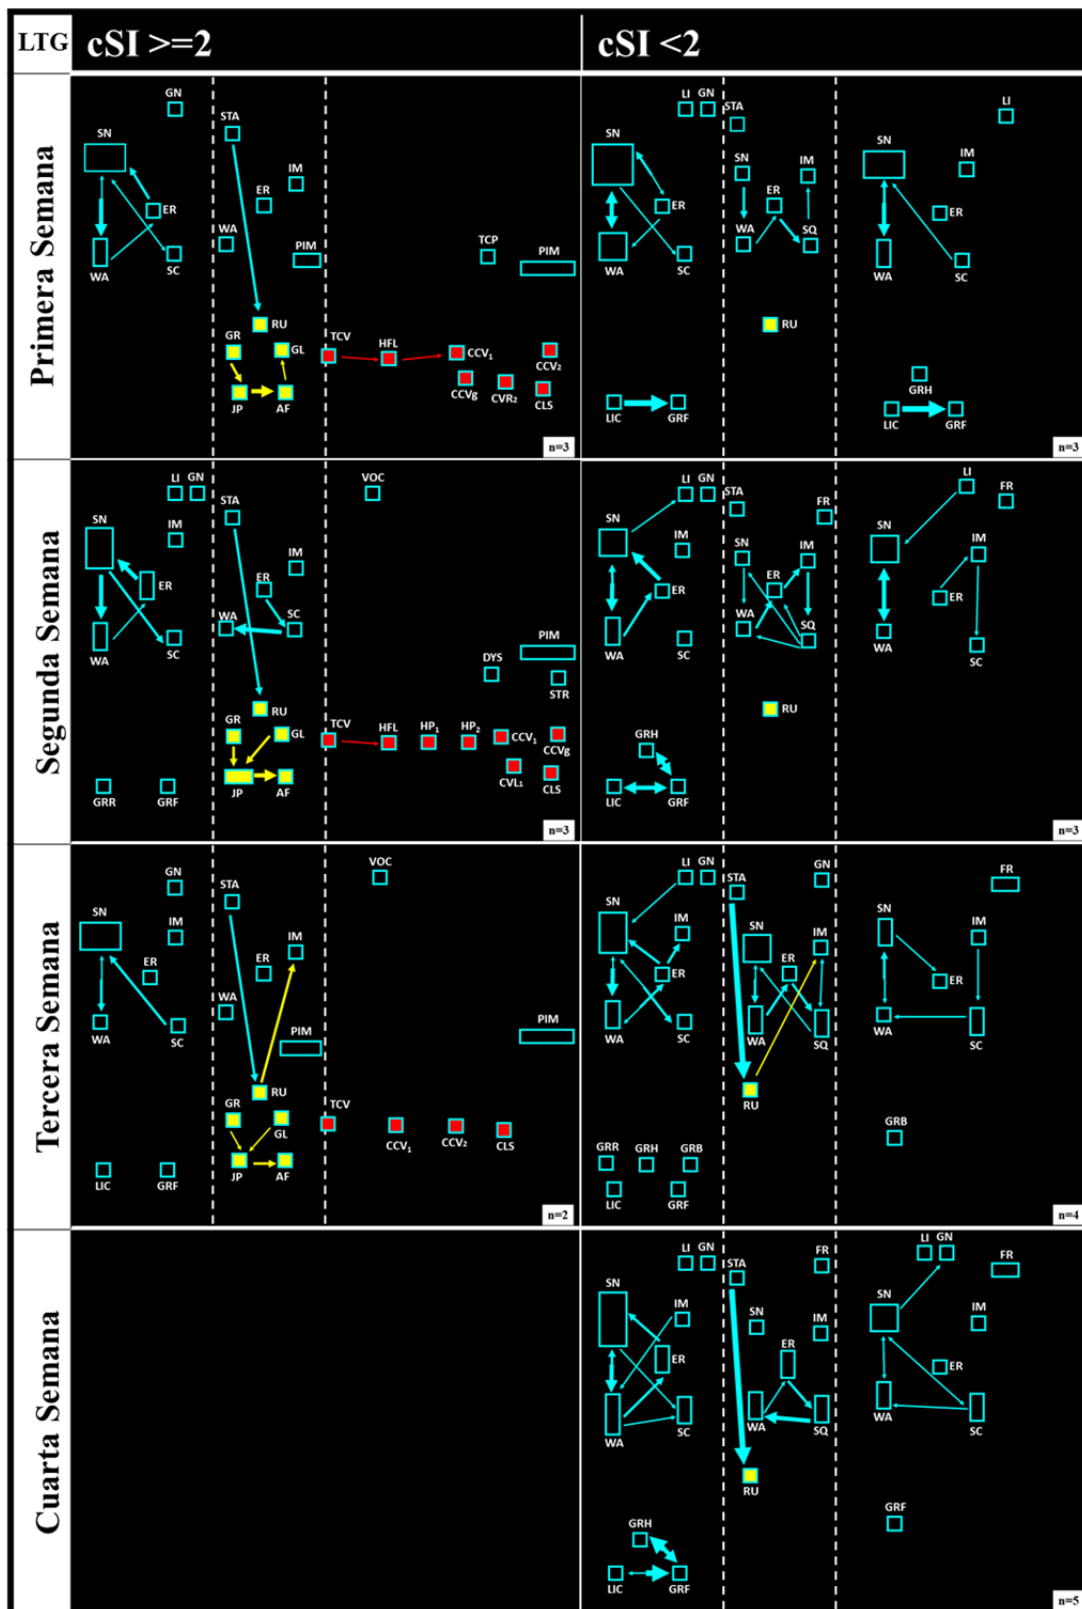 LTG cSI >=2 cSI <2
Primera Semana
GN
STA
SN
IM
ER
ER
WA
PIM
WA
SC
TCP
PIM
RU
GR
GL
TCV
HFL
CCV1
CCV2
JP
AF
CCVg
CVR2
CLS
n=3
LI GN
STA
LI
SN
SN
IM
SN
IM
ER
ER
ER
WA
SQ
WA
SC
WA
SC
RU
GRH
LIC
GRF
LIC
GRF
n=3
Segunda Semana
LI GN
STA
VOC
SN
IM
IM
ER
ER
SC
WA
WA
SC
PIM
DYS
STR
RU
GR
GL
TCV
HFL
HP1
HP2
CCV1
CCVg
JP
AF
CVL1
CLS
GRR
GRF
n=3
LI GN
STA
FR
LI
FR
SN
IM
SN
IM
SN
IM
ER
ER
ER
WA
SQ
WA
SC
WA
SC
RU
GRH
LIC
GRF
n=3
Tercera Semana
GN
STA
VOC
SN
IM
IM
ER
ER
WA
WA
SC
PIM
PIM
RU
GR
GL
TCV
CCV1
CCV2
CLS
JP
AF
LIC
GRF
n=2
LI GN
STA
GN
FR
SN
IM
SN
IM
SN
IM
ER
ER
ER
WA
SC
WA
SQ
WA
SC
RU
GRB
GRR
GRH
GRB
LIC
GRF
n=4
Cuarta Semana
LI GN
STA
FR
LI GN
FR
SN
IM
SN
IM
SN
IM
ER
ER
ER
WA
SC
WA
SQ
WA
SC
RU
GRF
GRH
LIC
GRF
n=5